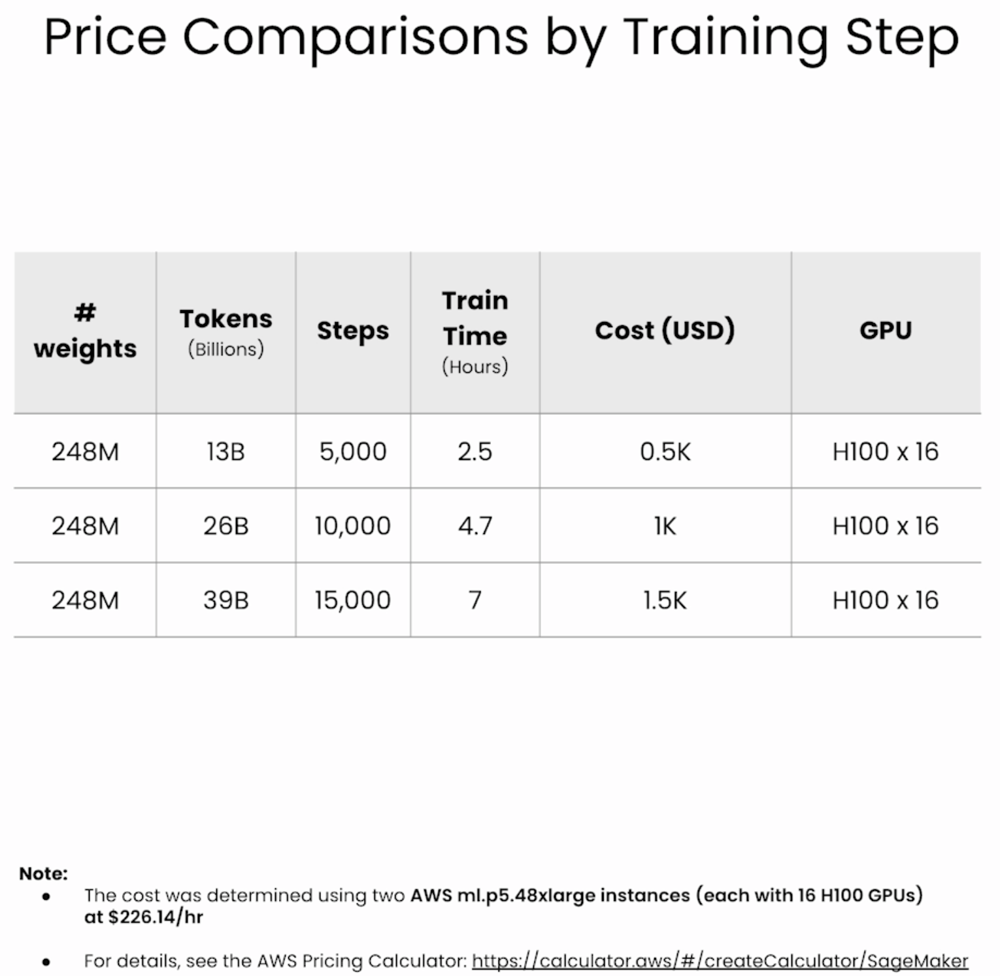 Price Comparisons by Training Step
# weights
Tokens (Billions)
Steps
Train Time (Hours)
Cost (USD)
GPU
248M 13B 5,000 2.5 0.5K H100 x 16
248M 26B 10,000 4.7 1K H100 x 16
248M 39B 15,000 7 1.5K H100 x 16
Note:
● The cost was determined using two AWS ml.p5.48xlarge instances (each with 16 H100 GPUs)
at $226.14/hr
● For details, see the AWS Pricing Calculator: https://calculator.aws/#/createCalculator/SageMaker